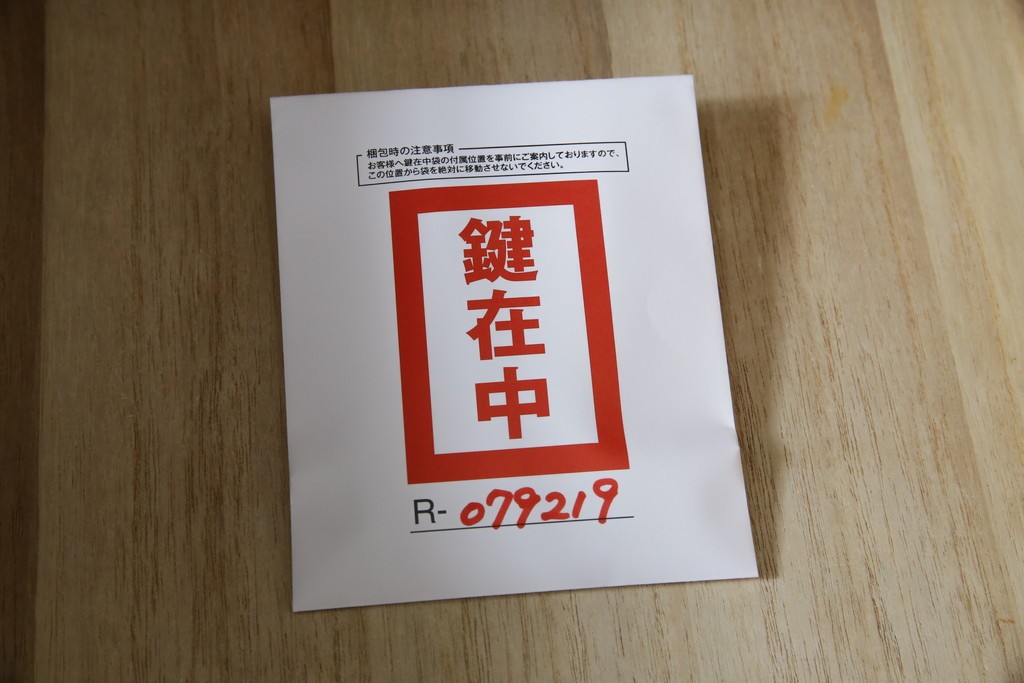 梱包時の注意事項
お客様へ鍵在中袋の付属位置を事前にご案内しておりますので、
この位置から袋を絶対に移動させないでください。
鍵在中
R- 079219